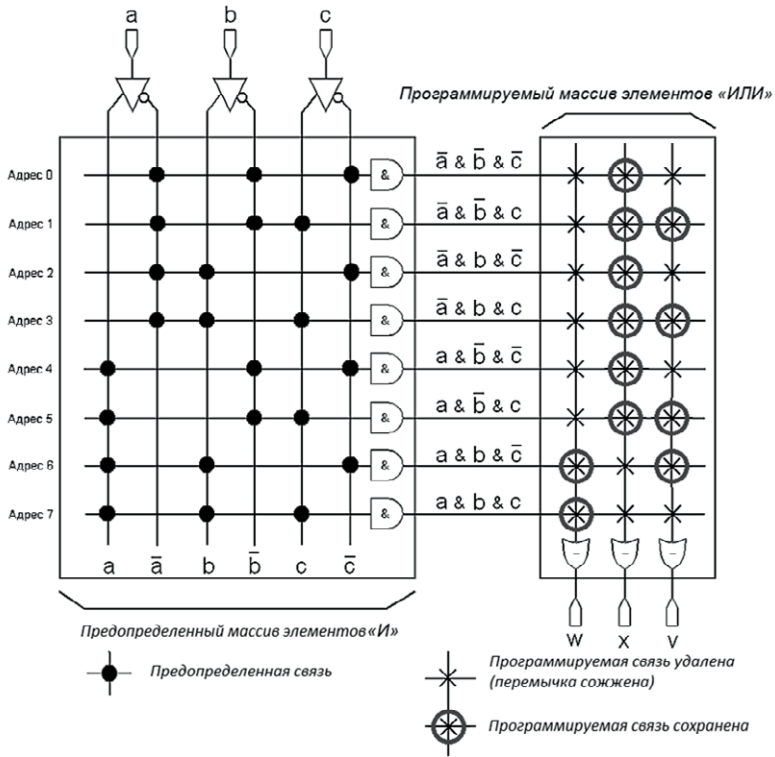 a b c
Программируемый массив элементов «ИЛИ»
Адрес 0 & a̅ & b̅ & c̅
Адрес 1 & a̅ & b̅ & c
Адрес 2 & a̅ & b & c̅
Адрес 3 & a̅ & b & c
Адрес 4 & a & b̅ & c̅
Адрес 5 & a & b̅ & c
Адрес 6 & a & b & c̅
Адрес 7 & a & b & c
a a̅ b b̅ c c̅
W X V
Предопределенный массив элементов«И»
Предопределенная связь
Программируемая связь удалена
(перемычка сожжена)
Программируемая связь сохранена